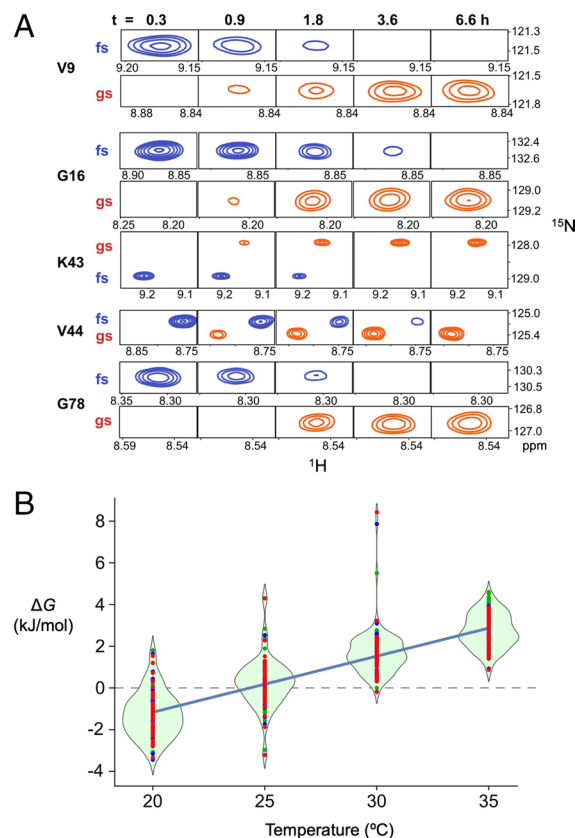 A
t = 0.3 0.9 1.8 3.6 6.6 h
fs 121.3
121.5
V9 9.20 9.15 9.15 9.15 9.15 9.15
gs 121.5
121.8
8.88 8.84 8.84 8.84 8.84 8.84
fs 132.4
132.6
G16 8.90 8.85 8.85 8.85 8.85 8.85
gs 129.0
129.2
8.25 8.20 8.20 8.20 8.20 8.20
15N
gs 128.0
K43
fs 129.0
9.2 9.1 9.2 9.1 9.2 9.1 9.2 9.1 9.2 9.1
fs 125.0
V44
gs 125.4
8.85 8.75 8.75 8.75 8.75 8.75
fs 130.3
130.5
G78 8.35 8.30 8.30 8.30 8.30 8.30
gs 126.8
127.0
8.59 8.54 8.54 8.54 8.54 8.54 ppm
1H
B
8
6
ΔG 4
(kJ/mol) 2
0
-2
-4
20 25 30 35
Temperature (ºC)